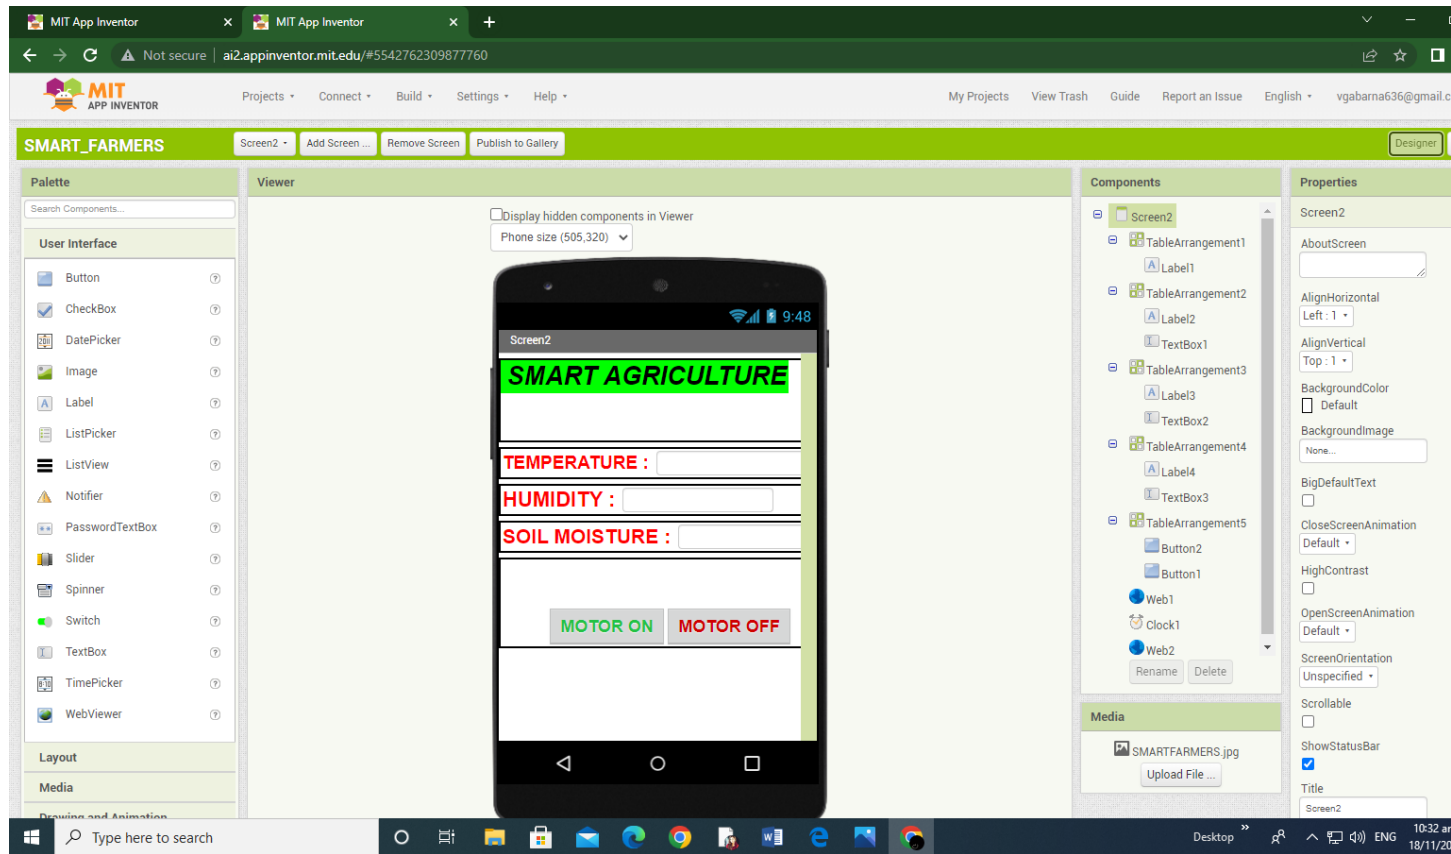 MIT App Inventor
MIT App Inventor
Not secure | ai2.appinventor.mit.edu/#5542762309877760
MIT
APP INVENTOR
Projects Connect Build Settings Help My Projects View Trash Guide Report an Issue English vgabarna636@gmail.c
SMART_FARMERS Screen2 Add Screen ... Remove Screen Publish to Gallery Designer
Palette Viewer Components Properties
Search Components...
User Interface
Button
CheckBox
DatePicker
Image
Label
ListPicker
ListView
Notifier
PasswordTextBox
Slider
Spinner
Switch
TextBox
TimePicker
WebViewer
Layout
Media
Drawing and Animation
Display hidden components in Viewer
Phone size (505,320)
9:48
Screen2
SMART AGRICULTURE
TEMPERATURE :
HUMIDITY :
SOIL MOISTURE :
MOTOR ON MOTOR OFF
Screen2
TableArrangement1
Label1
TableArrangement2
Label2
TextBox1
TableArrangement3
Label3
TextBox2
TableArrangement4
Label4
TextBox3
TableArrangement5
Button2
Button1
Web1
Clock1
Web2
Rename Delete
Media
SMARTFARMERS.jpg
Upload File ...
Screen2
AboutScreen
AlignHorizontal
Left : 1
AlignVertical
Top : 1
BackgroundColor
Default
BackgroundImage
None...
BigDefaultText
CloseScreenAnimation
Default
HighContrast
OpenScreenAnimation
Default
ScreenOrientation
Unspecified
Scrollable
ShowStatusBar
Title
Screen2
Type here to search Desktop ENG
10:32 am
18/11/20